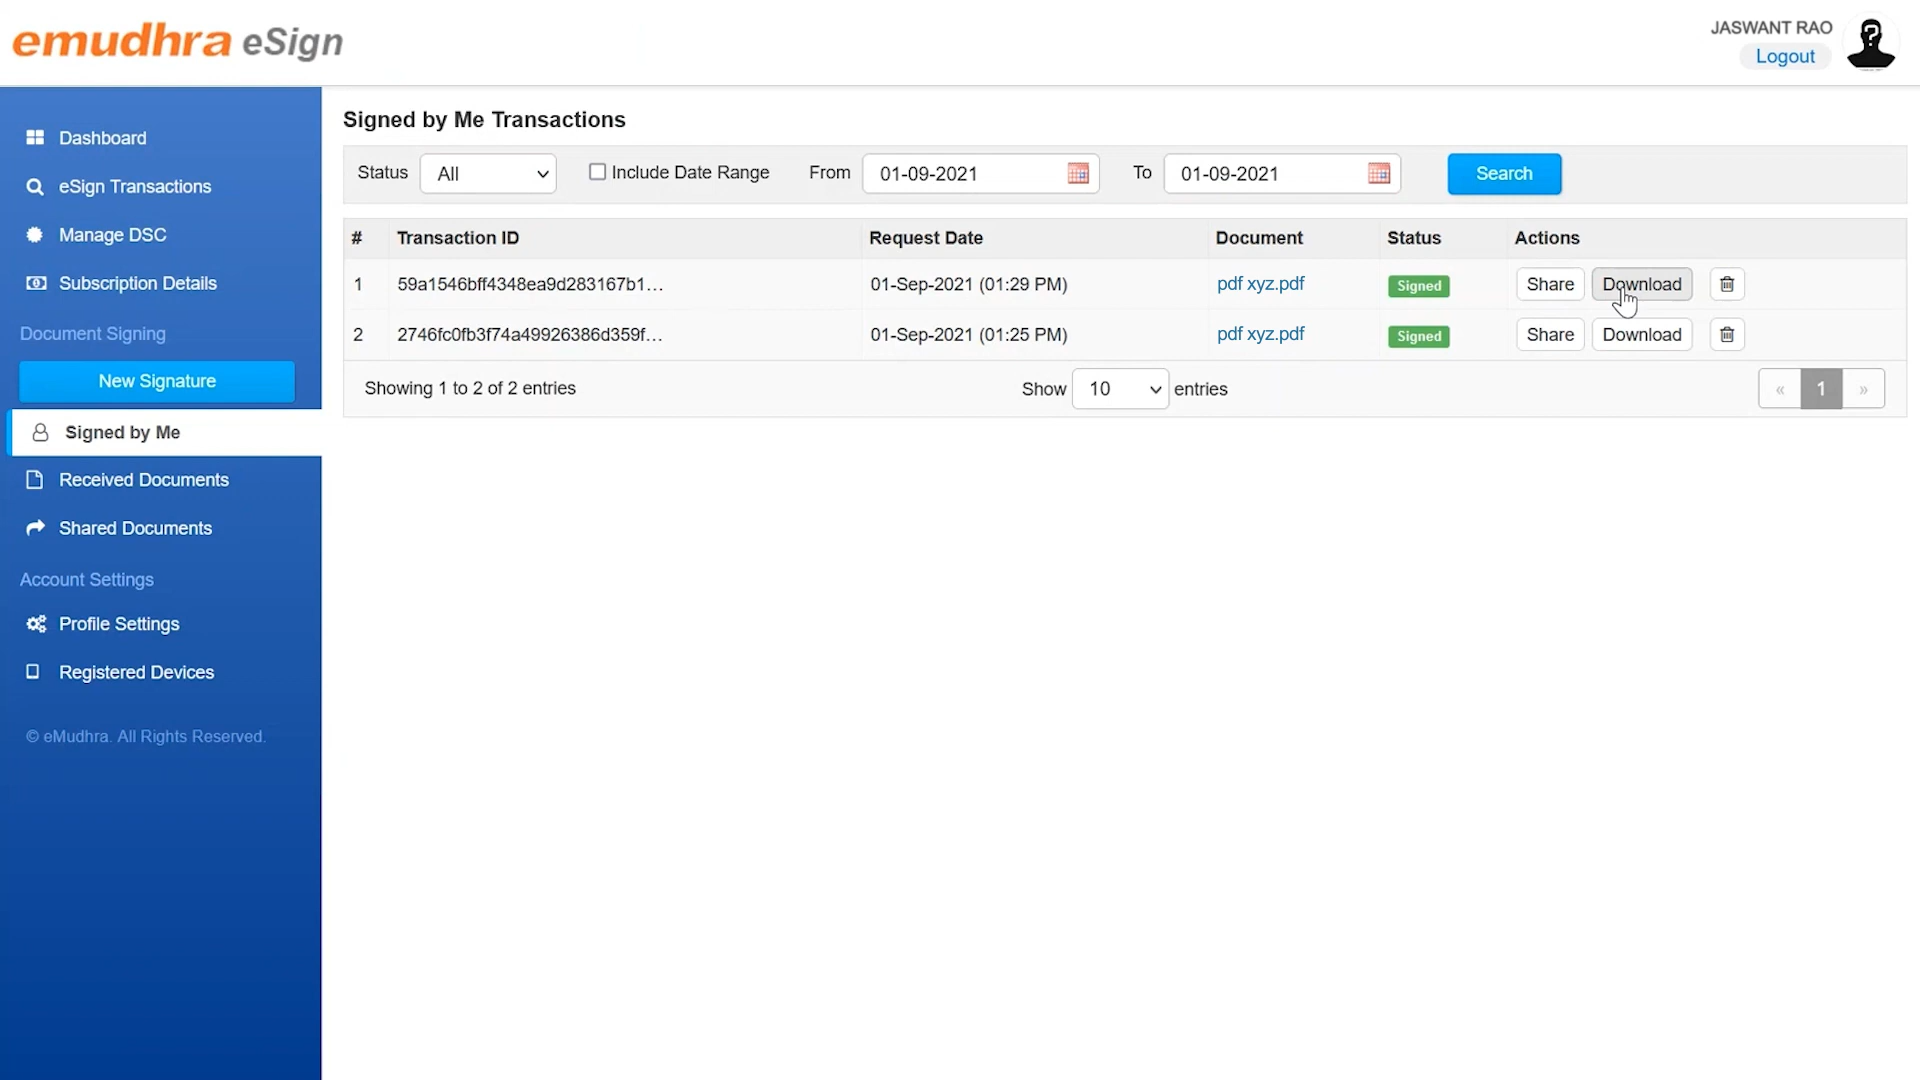 emudhra eSign
JASWANT RAO
Logout
Dashboard
eSign Transactions
Manage DSC
Subscription Details
Document Signing
New Signature
Signed by Me
Received Documents
Shared Documents
Account Settings
Profile Settings
Registered Devices
© eMudhra. All Rights Reserved.
Signed by Me Transactions
Status All Include Date Range From 01-09-2021 To 01-09-2021 Search
# Transaction ID Request Date Document Status Actions
1 59a1546bff4348ea9d283167b1... 01-Sep-2021 (01:29 PM) pdf xyz.pdf Signed Share Download
2 2746fc0fb3f74a49926386d359f... 01-Sep-2021 (01:25 PM) pdf xyz.pdf Signed Share Download
Showing 1 to 2 of 2 entries Show 10 entries « 1 »